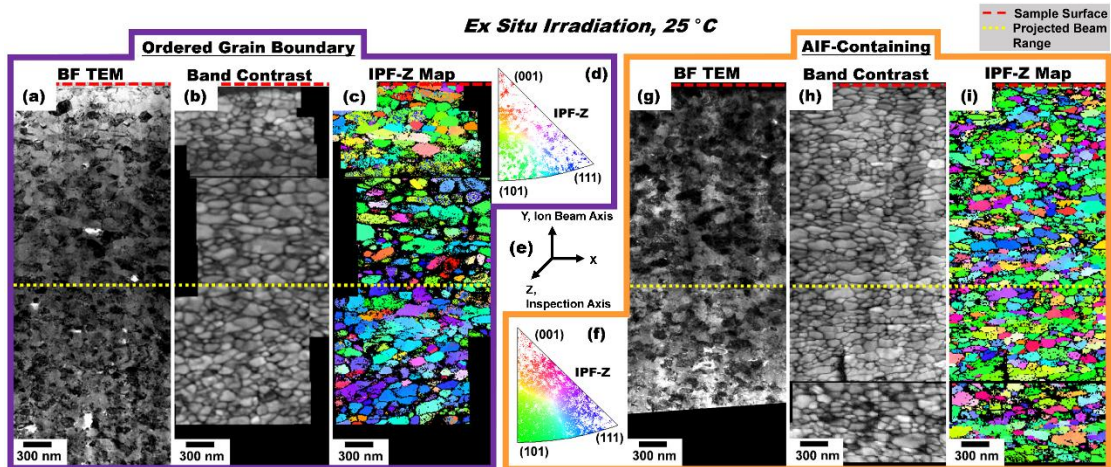 Ex Situ Irradiation, 25 °C
Sample Surface
Projected Beam
Range
Ordered Grain Boundary
BF TEM
Band Contrast
IPF-Z Map
(a)
(b)
(c)
(d)
(001)
IPF-Z
(101)
(111)
(e)
Y, Ion Beam Axis
X
Z,
Inspection Axis
(f)
(001)
IPF-Z
(101)
(111)
300 nm
300 nm
300 nm
AIF-Containing
BF TEM
Band Contrast
IPF-Z Map
(g)
(h)
(i)
300 nm
300 nm
300 nm